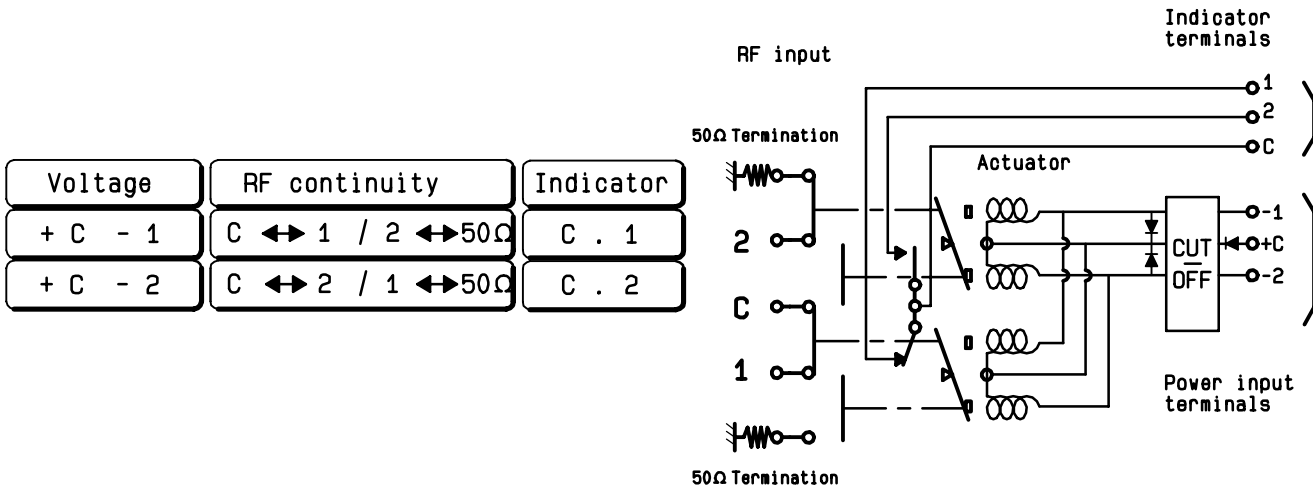 Voltage RF continuity Indicator
+ C - 1 C ↔ 1 / 2 ↔ 50Ω C . 1
+ C - 2 C ↔ 2 / 1 ↔ 50Ω C . 2
Indicator
terminals
RF input
1
2
C
50Ω Termination
Actuator
2
C
1
CUT
OFF
-1
+C
-2
Power input
terminals
50Ω Termination